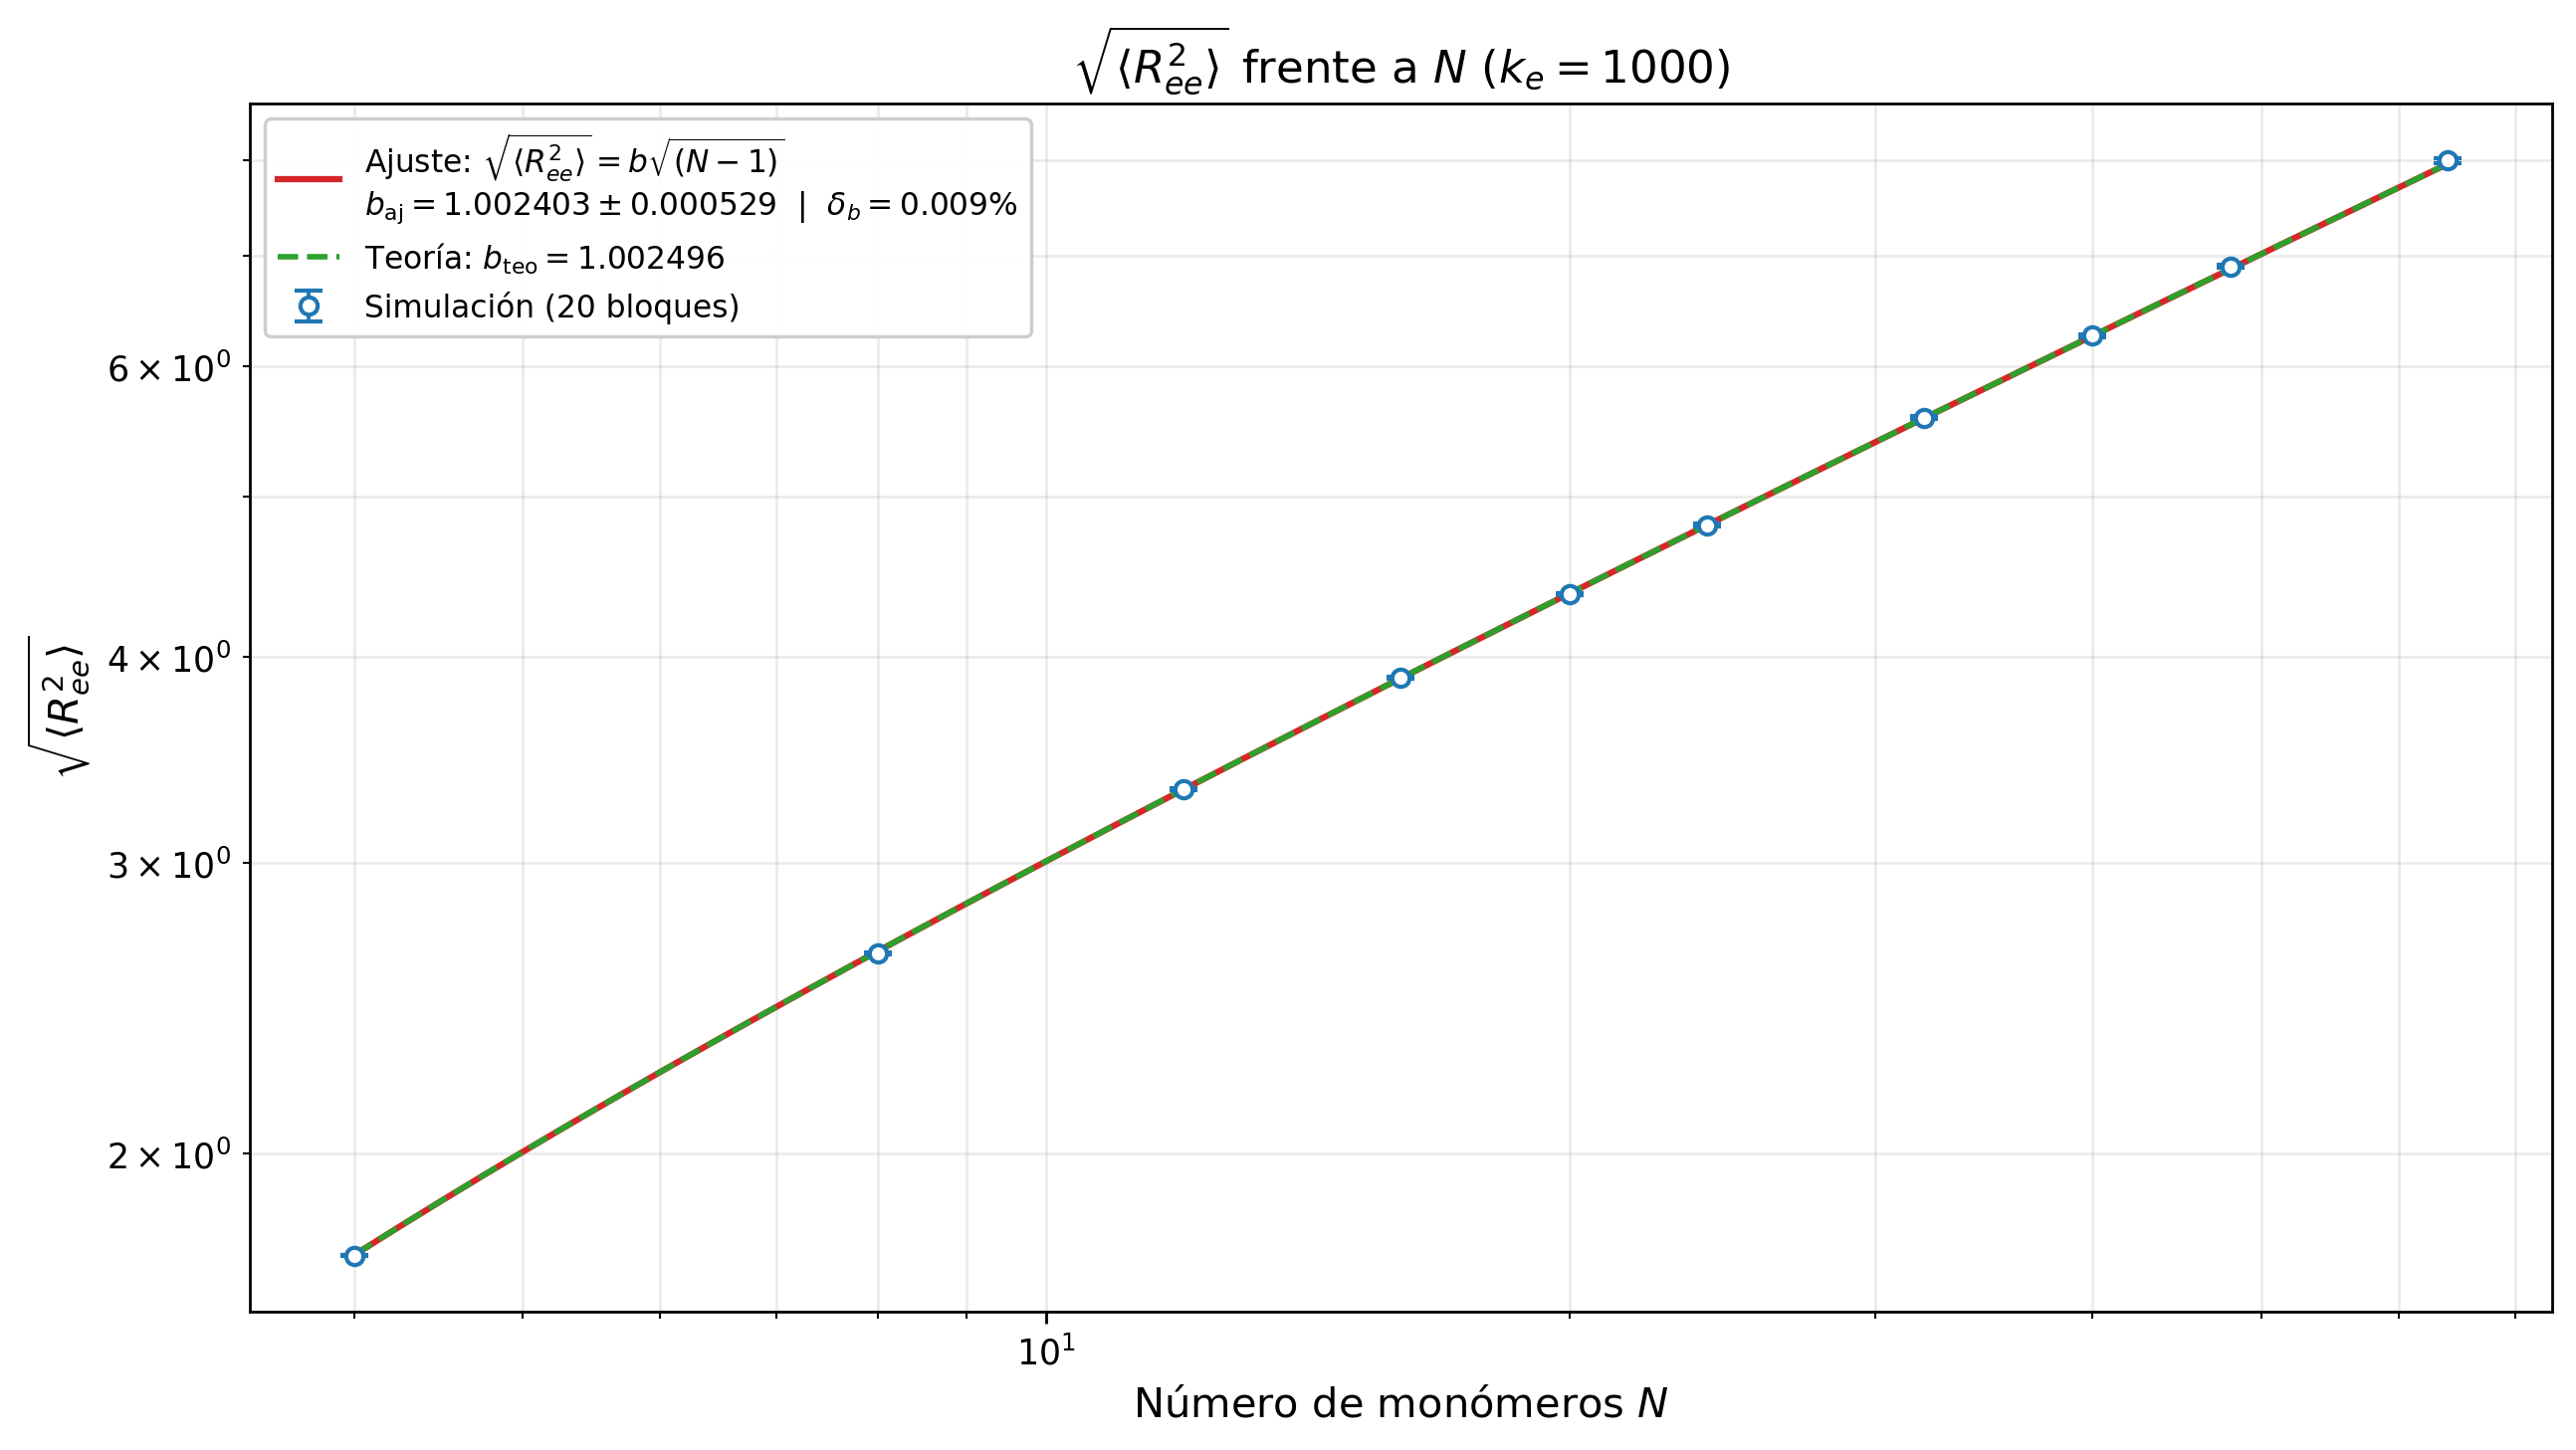 √⟨R²ₑₑ⟩ frente a N (kₑ = 1000)
Ajuste: √⟨R²ₑₑ⟩ = b√(N − 1)
b_aj = 1.002403 ± 0.000529 | δ_b = 0.009%
Teoría: b_teo = 1.002496
Simulación (20 bloques)
6 × 10⁰
4 × 10⁰
3 × 10⁰
2 × 10⁰
√⟨R²ₑₑ⟩
10¹
Número de monómeros N